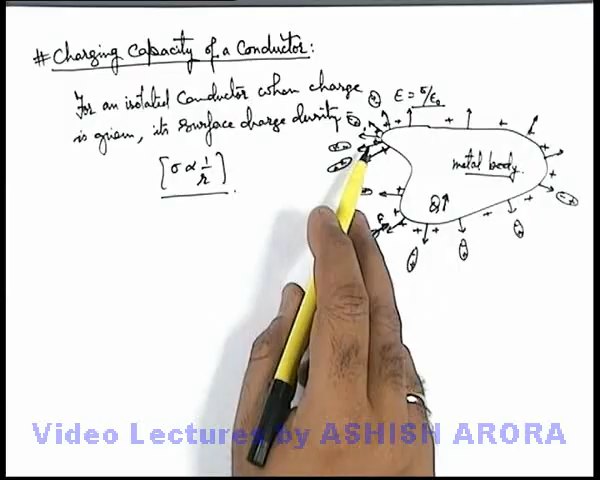 # Charging Capacity of a Conductor:
For an isolated Conductor when charge
is given, its surface charge density
[σ ∝ 1/r].
E = σ/ε₀
metal body.
Q↑
Video Lectures by ASHISH ARORA